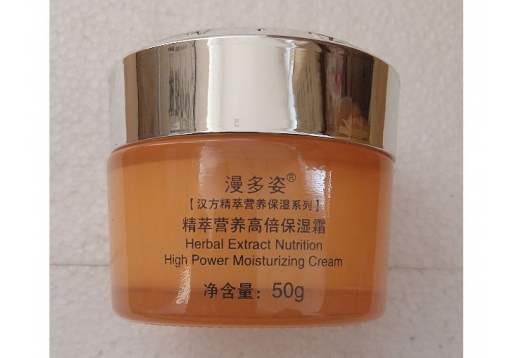 漫多姿®
【汉方精萃营养保湿系列】
精萃营养高倍保湿霜
Herbal Extract Nutrition
High Power Moisturizing Cream
净含量：50g